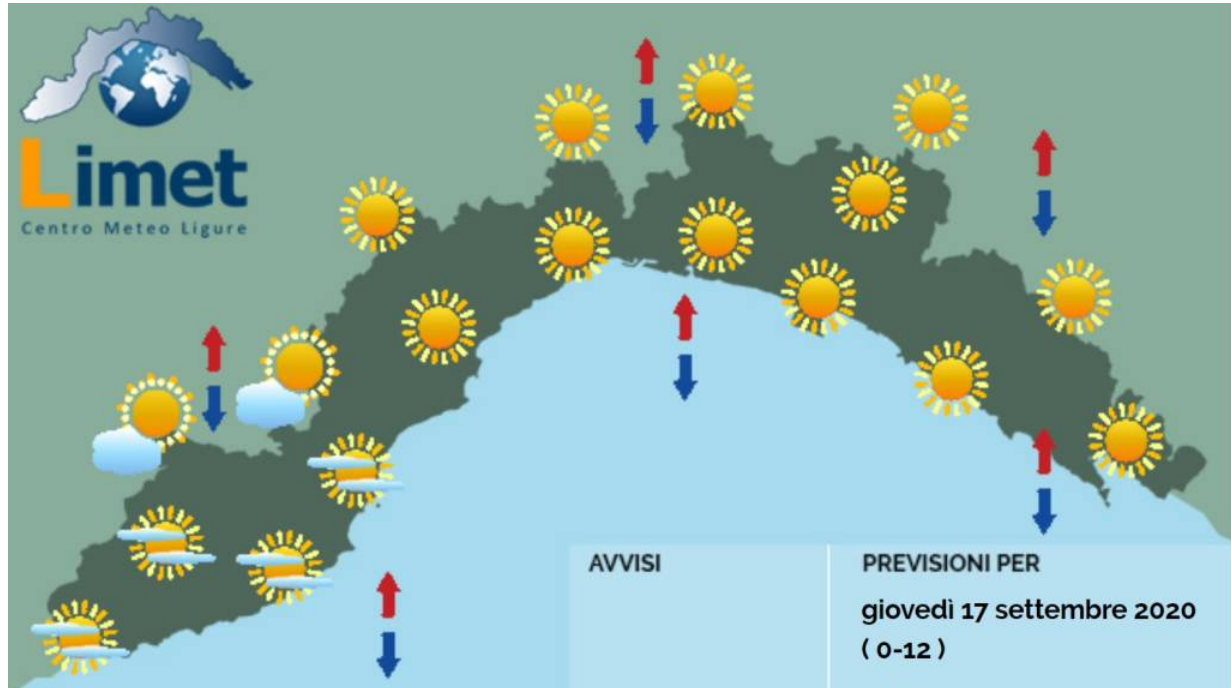 Limet
Centro Meteo Ligure
AVVISI
PREVISIONI PER
giovedì 17 settembre 2020
( 0-12 )